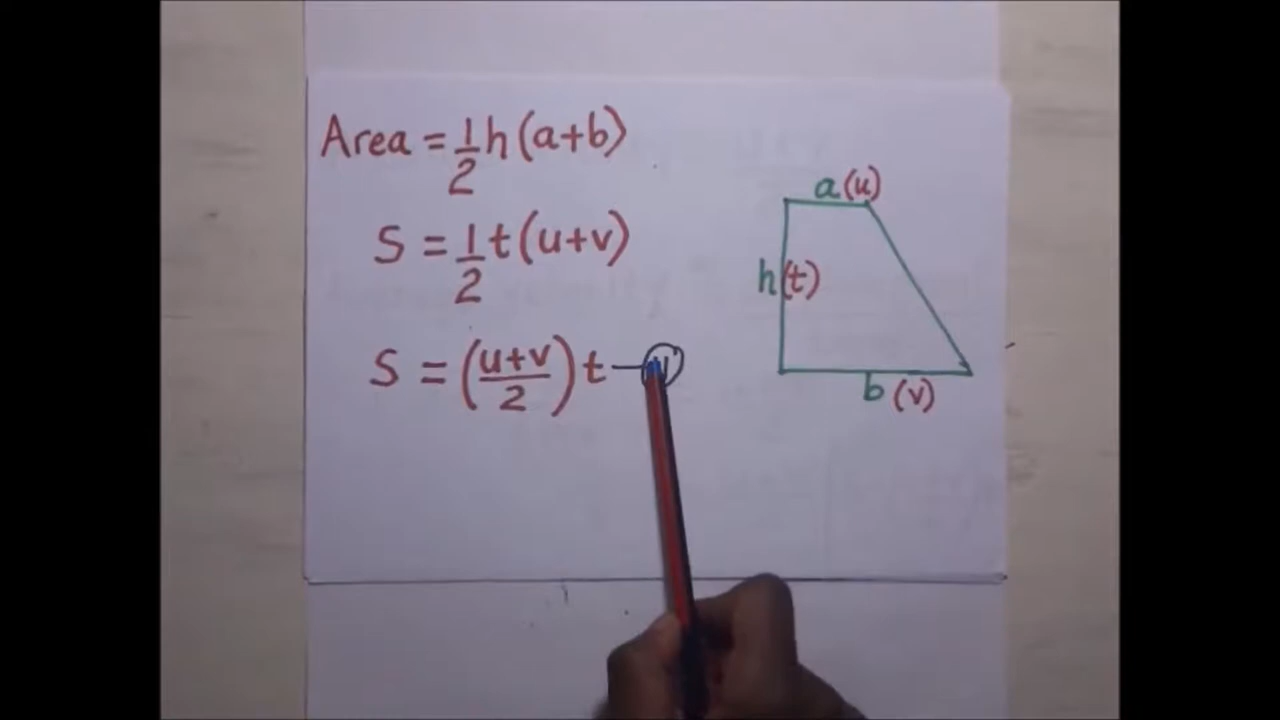 Area = 1/2 h(a+b)
S = 1/2 t(u+v)
S = (u+v/2) t —
a(u)
h(t)
b(v)